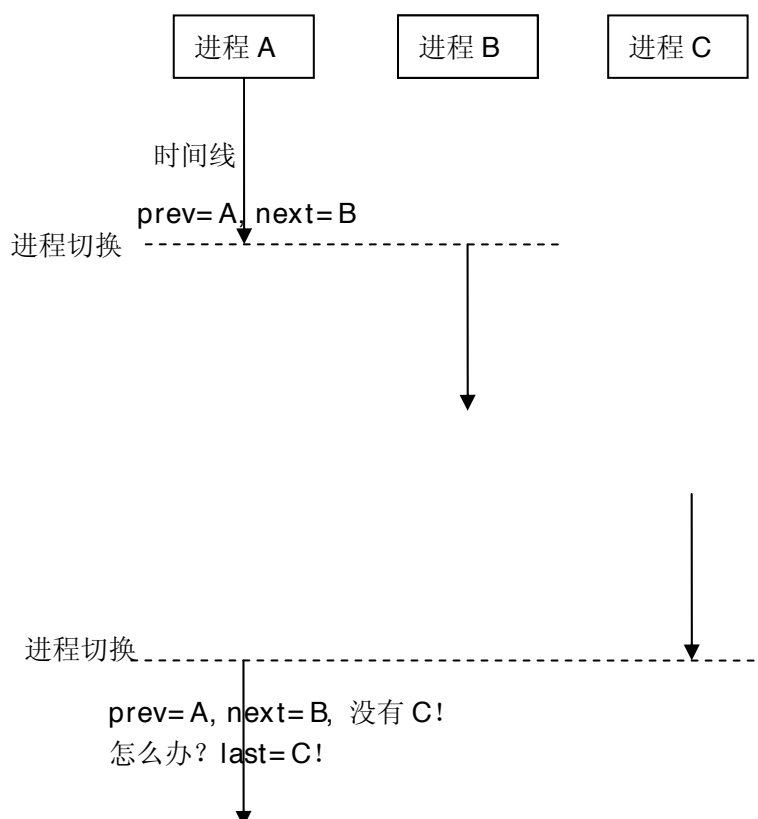 进程 A
进程 B
进程 C
时间线
prev=A, next=B
进程切换
进程切换
prev=A, next=B, 没有 C!
怎么办？last=C!